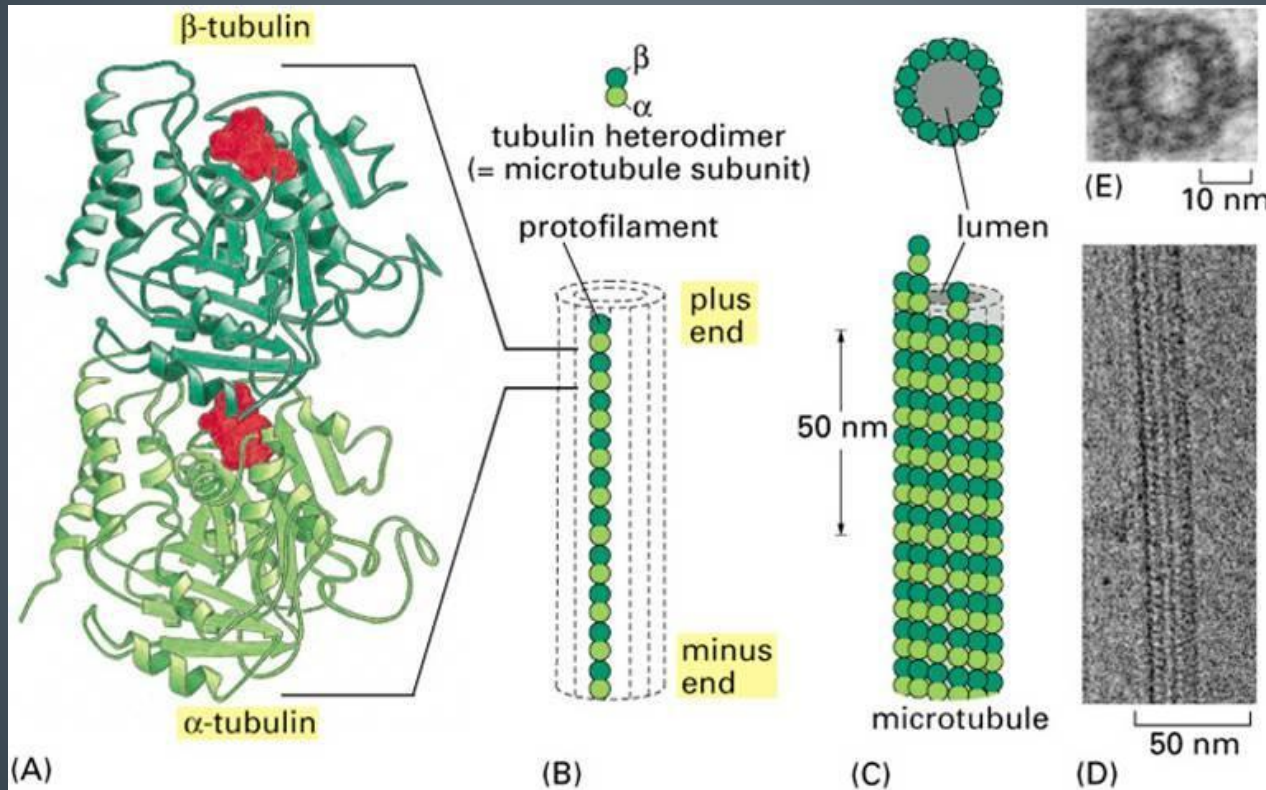 β-tubulin
α-tubulin
(A)
β
α
tubulin heterodimer
(= microtubule subunit)
protofilament
plus
end
minus
end
(B)
lumen
50 nm
microtubule
(C)
(E)
10 nm
50 nm
(D)